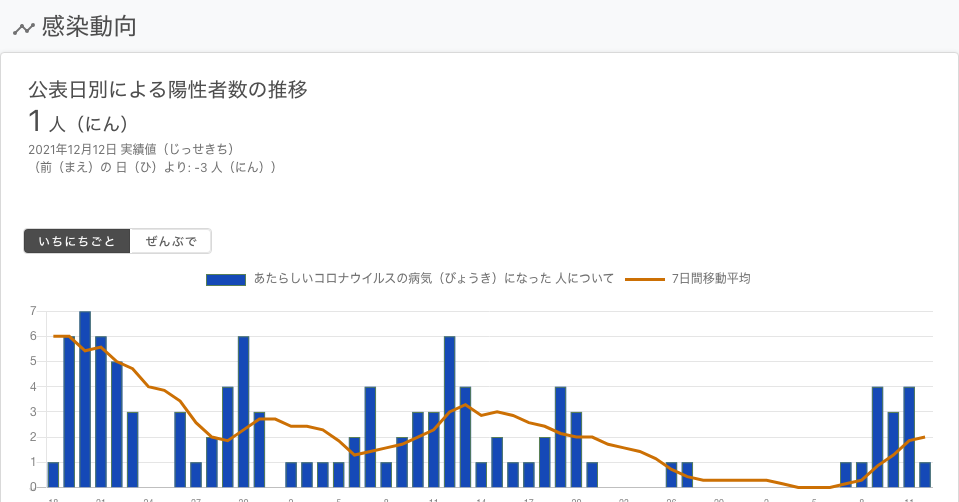 感染動向
公表日別による陽性者数の推移
1 人（にん）
2021年12月12日 実績値（じっせきち）
（前（まえ）の 日（ひ）より: -3 人（にん））
いちにちごと ぜんぶで
あたらしいコロナウイルスの病気（びょうき）になった 人について 7日間移動平均
7
6
5
4
3
2
1
0